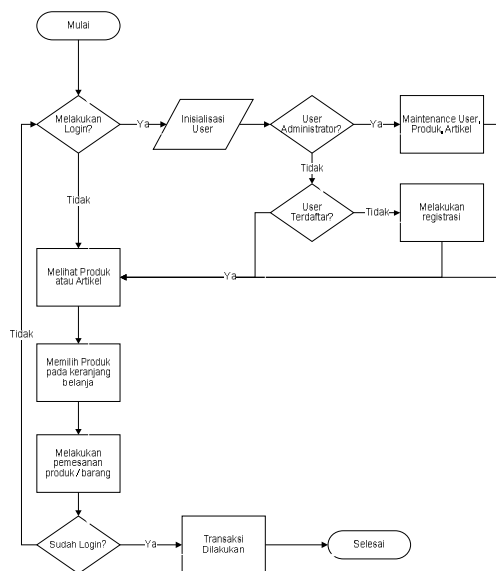 Mulai
Melakukan
Login?
Ya
Inisialisasi
User
User
Administrator?
Ya
Maintenance User,
Produk, Artikel
Tidak
Tidak
User
Terdaftar?
Tidak
Melakukan
registrasi
Ya
Melihat Produk
atau Artikel
Tidak
Memilih Produk
pada keranjang
belanja
Melakukan
pemesanan
produk/barang
Sudah Login?
Ya
Transaksi
Dilakukan
Selesai